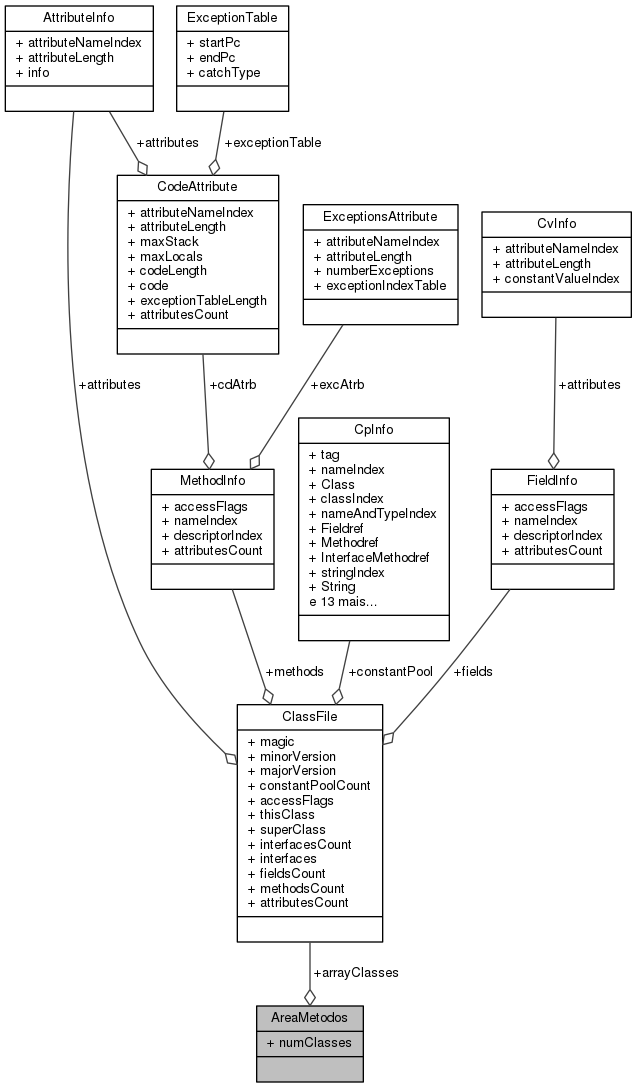 AttributeInfo
+ attributeNameIndex
+ attributeLength
+ info
ExceptionTable
+ startPc
+ endPc
+ catchType
+attributes
+exceptionTable
CodeAttribute
+ attributeNameIndex
+ attributeLength
+ maxStack
+ maxLocals
+ codeLength
+ code
+ exceptionTableLength
+ attributesCount
ExceptionsAttribute
+ attributeNameIndex
+ attributeLength
+ numberExceptions
+ exceptionIndexTable
CvInfo
+ attributeNameIndex
+ attributeLength
+ constantValueIndex
+attributes
+cdAtrb
+excAtrb
+attributes
MethodInfo
+ accessFlags
+ nameIndex
+ descriptorIndex
+ attributesCount
CpInfo
+ tag
+ nameIndex
+ Class
+ classIndex
+ nameAndTypeIndex
+ Fieldref
+ Methodref
+ InterfaceMethodref
+ stringIndex
+ String
e 13 mais...
FieldInfo
+ accessFlags
+ nameIndex
+ descriptorIndex
+ attributesCount
+methods
+constantPool
+fields
ClassFile
+ magic
+ minorVersion
+ majorVersion
+ constantPoolCount
+ accessFlags
+ thisClass
+ superClass
+ interfacesCount
+ interfaces
+ fieldsCount
+ methodsCount
+ attributesCount
+arrayClasses
AreaMetodos
+ numClasses